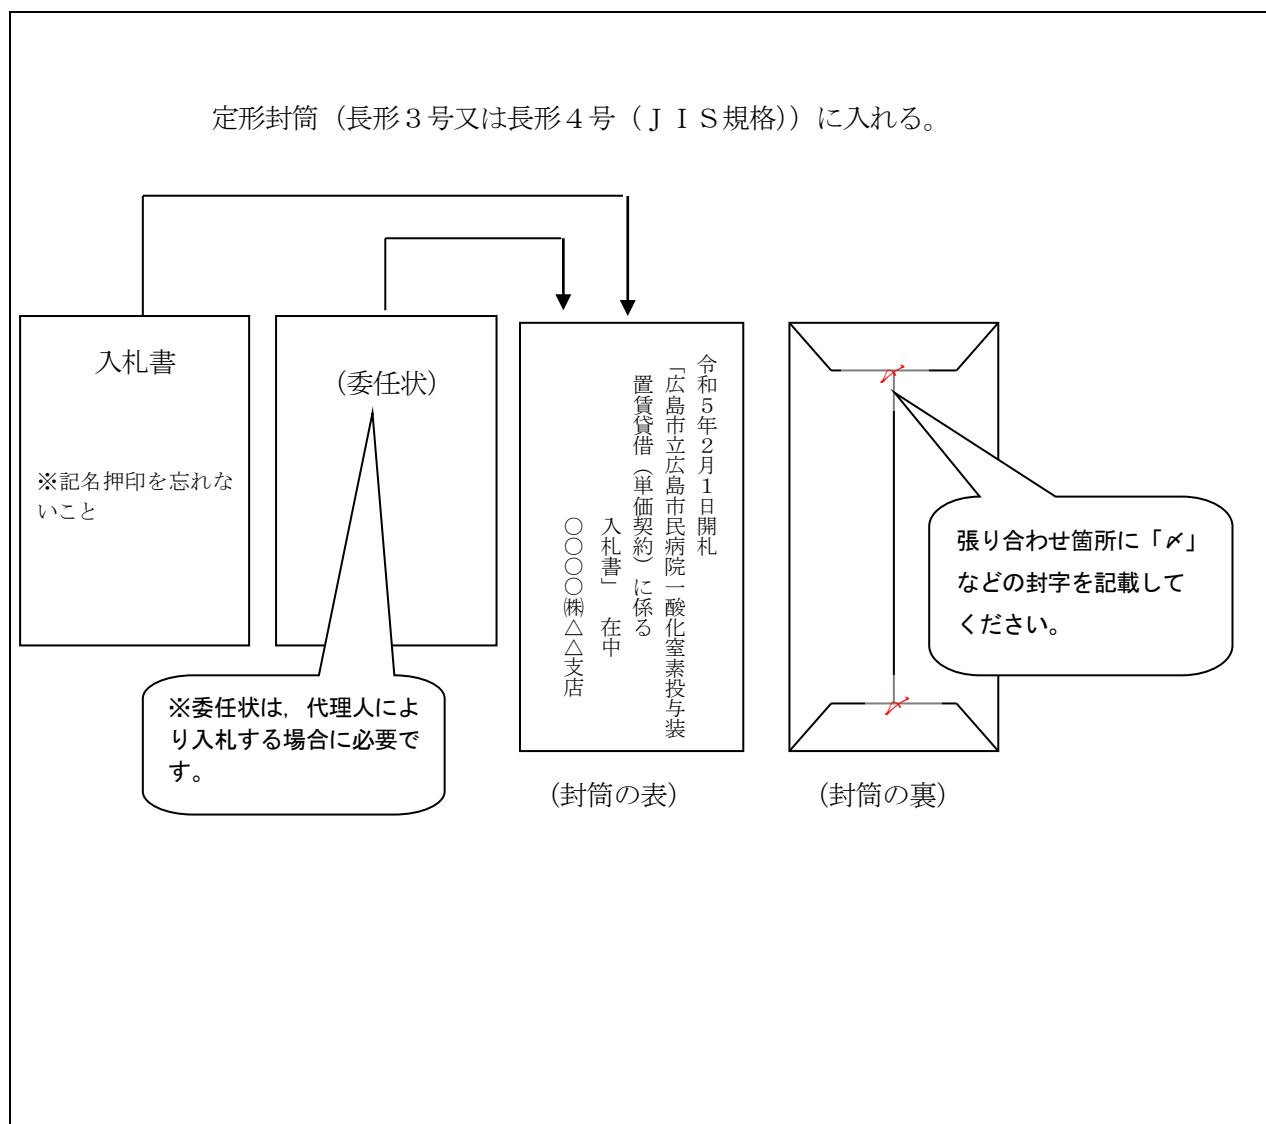 定形封筒（長形３号又は長形４号（ＪＩＳ規格））に入れる。
入札書
※記名押印を忘れな
いこと
（委任状）
※委任状は，代理人によ
り入札する場合に必要で
す。
令和５年２月１日開札
「広島市立広島市民病院一酸化窒素投与装
置賃貸借（単価契約）に係る
入札書」　在中
〇〇〇〇㈱△△支店
（封筒の表）
〆
〆
張り合わせ箇所に「〆」
などの封字を記載して
ください。
（封筒の裏）